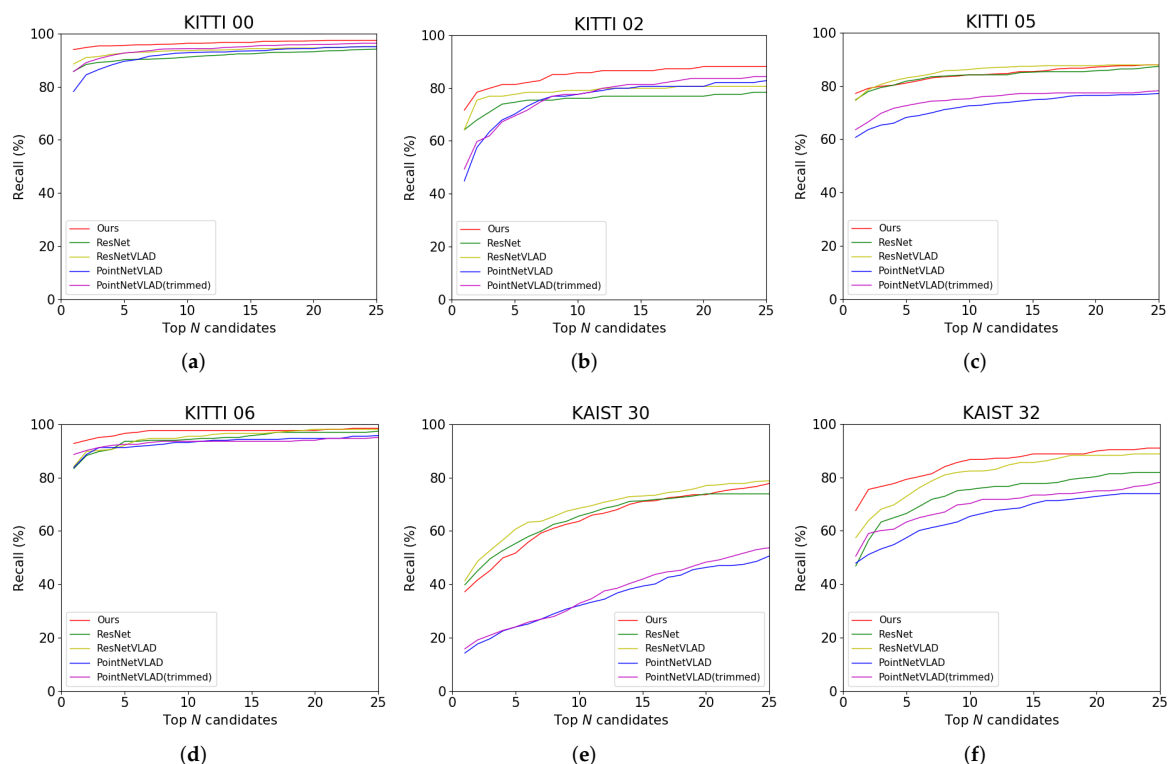 KITTI 00
100
80
60
40
20
0
Recall (%)
Ours
ResNet
ResNetVLAD
PointNetVLAD
PointNetVLAD(trimmed)
0 5 10 15 20 25
Top N candidates
(a)
KITTI 02
100
80
60
40
20
0
Recall (%)
Ours
ResNet
ResNetVLAD
PointNetVLAD
PointNetVLAD(trimmed)
0 5 10 15 20 25
Top N candidates
(b)
KITTI 05
100
80
60
40
20
0
Recall (%)
Ours
ResNet
ResNetVLAD
PointNetVLAD
PointNetVLAD(trimmed)
0 5 10 15 20 25
Top N candidates
(c)
KITTI 06
100
80
60
40
20
0
Recall (%)
Ours
ResNet
ResNetVLAD
PointNetVLAD
PointNetVLAD(trimmed)
0 5 10 15 20 25
Top N candidates
(d)
KAIST 30
100
80
60
40
20
0
Recall (%)
Ours
ResNet
ResNetVLAD
PointNetVLAD
PointNetVLAD(trimmed)
0 5 10 15 20 25
Top N candidates
(e)
KAIST 32
100
80
60
40
20
0
Recall (%)
Ours
ResNet
ResNetVLAD
PointNetVLAD
PointNetVLAD(trimmed)
0 5 10 15 20 25
Top N candidates
(f)